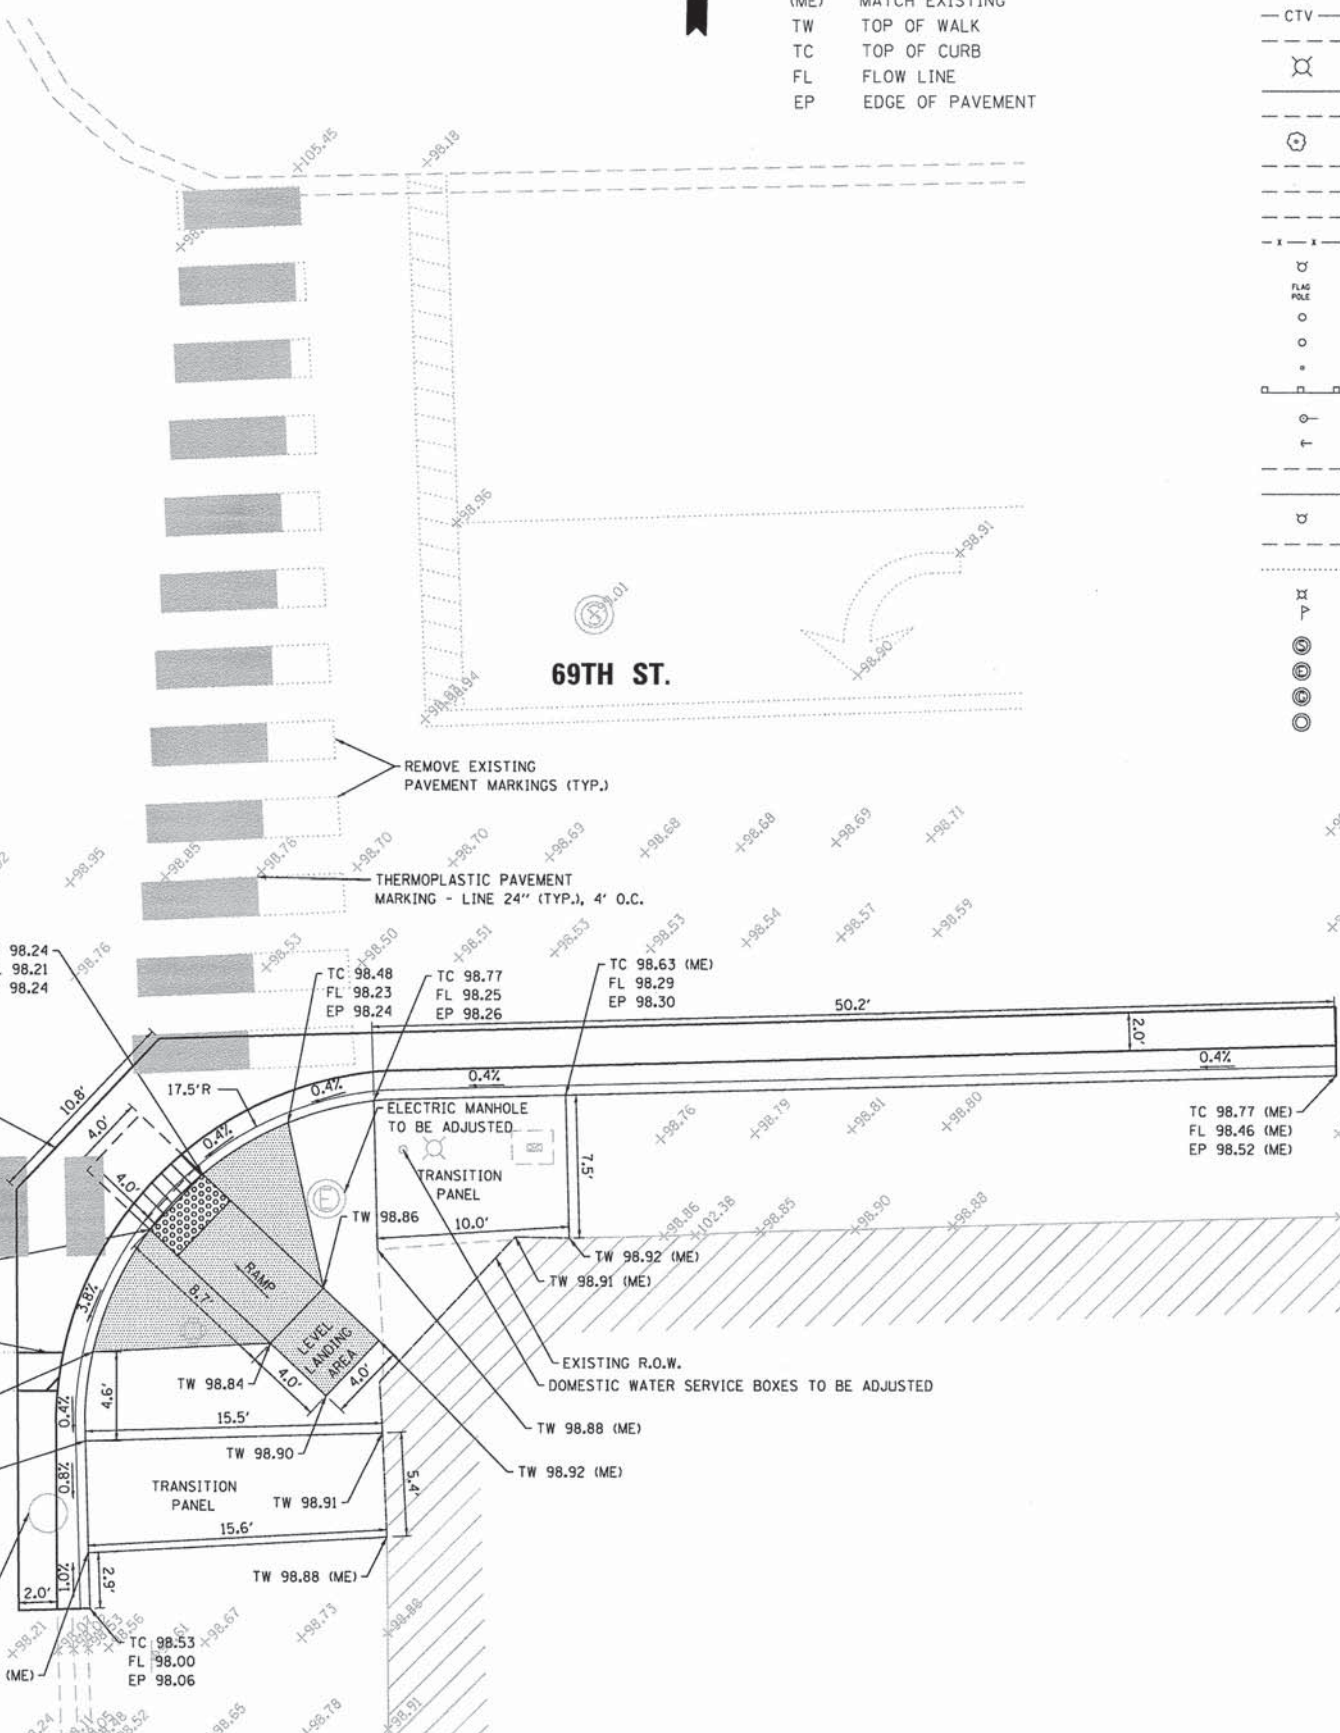 (ME) MATCH EXISTING
TW TOP OF WALK
TC TOP OF CURB
FL FLOW LINE
EP EDGE OF PAVEMENT
CTV
+105.45
+98.18
X X
FLAG
POLE
+98.96
+98.91
69TH ST.
+98.90
+98.94
REMOVE EXISTING
PAVEMENT MARKINGS (TYP.)
+98.95
+98.85
+98.76
+98.70
+98.70
+98.69
+98.68
+98.68
+98.69
+98.71
THERMOPLASTIC PAVEMENT
MARKING - LINE 24" (TYP.), 4' O.C.
+98.76
+98.53
+98.50
+98.51
+98.53
+98.53
+98.54
+98.57
+98.59
98.24
98.21
98.24
TC 98.48
FL 98.23
EP 98.24
TC 98.77
FL 98.25
EP 98.26
TC 98.63 (ME)
FL 98.29
EP 98.30
50.2'
2.0'
0.4%
0.4%
0.4%
0.4%
17.5'R
10.8'
4.0'
4.0'
ELECTRIC MANHOLE
TO BE ADJUSTED
TRANSITION
PANEL
7.5'
10.0'
E
+98.76
+98.79
+98.81
+98.80
TC 98.77 (ME)
FL 98.46 (ME)
EP 98.52 (ME)
+98.86
+102.38
+98.85
+98.90
+98.88
TW 98.86
TW 98.92 (ME)
TW 98.91 (ME)
RAMP
8.7'
3.8%
LEVEL
LANDING
AREA
4.0'
4.0'
EXISTING R.O.W.
DOMESTIC WATER SERVICE BOXES TO BE ADJUSTED
TW 98.84
4.6'
0.4%
15.5'
TW 98.88 (ME)
TW 98.90
TW 98.92 (ME)
0.8%
TRANSITION
PANEL
TW 98.91
5.4'
15.6'
TW 98.88 (ME)
1.0%
2.9'
2.0'
+98.21
+98.67
+98.73
+98.88
TC 98.53
FL 98.00
EP 98.06
(ME)
+98.65
+98.78
+98.91